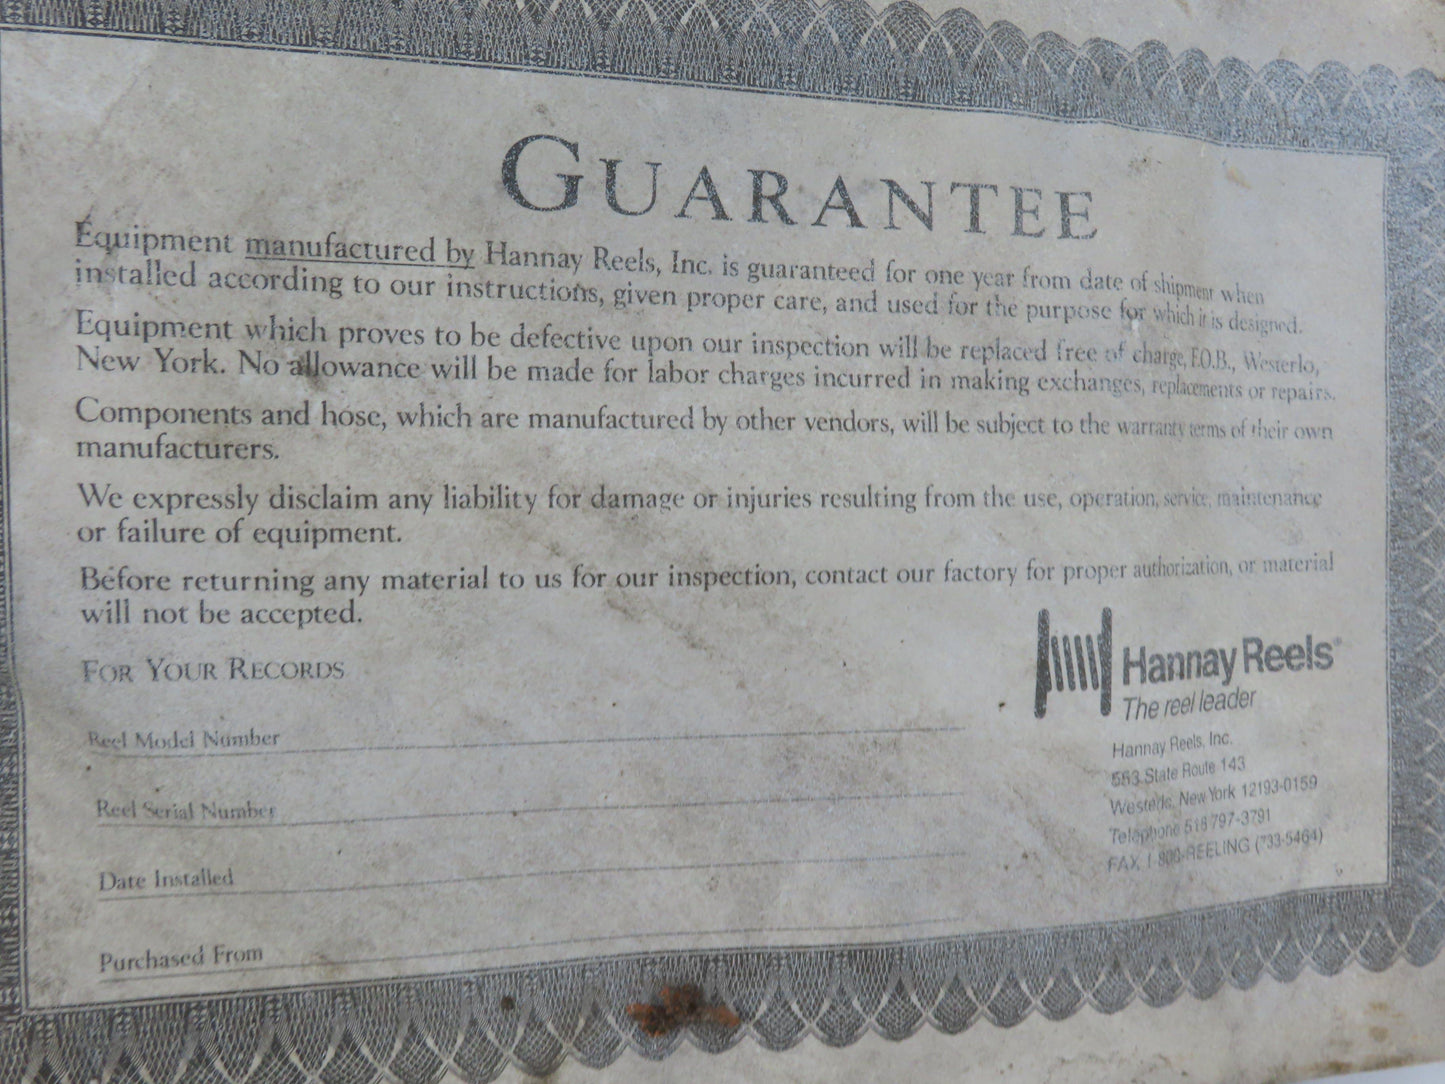 GUARANTEE
Equipment manufactured by Hannay Reels, Inc. is guaranteed for one year from date of shipment when
installed according to our instructions, given proper care, and used for the purpose for which it is designed.
Equipment which proves to be defective upon our inspection will be replaced free of charge, F.O.B., Westerlo,
New York. No allowance will be made for labor charges incurred in making exchanges, replacements or repairs.
Components and hose, which are manufactured by other vendors, will be subject to the warranty terms of their own
manufacturers.
We expressly disclaim any liability for damage or injuries resulting from the use, operation, service, maintenance
or failure of equipment.
Before returning any material to us for our inspection, contact our factory for proper authorization, or material
will not be accepted.
FOR YOUR RECORDS
Reel Model Number
Reel Serial Number
Date Installed
Purchased From
Hannay Reels®
The reel leader
Hannay Reels, Inc.
553 State Route 143
Westerlo, New York 12193-0159
Telephone 518 797-3791
FAX 1 800-REELING (733-5464)